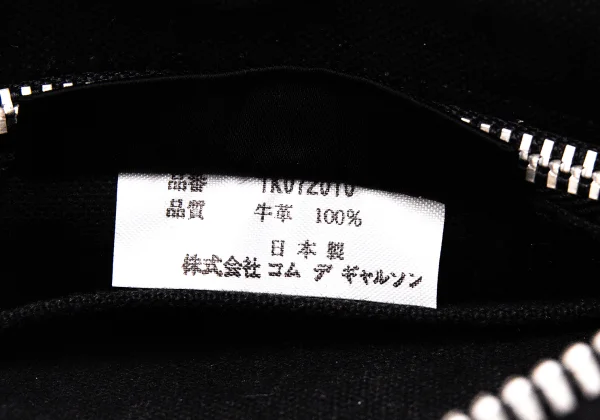 品番
品質 牛革 100%
日本製
株式会社 コム デ ギャルソン